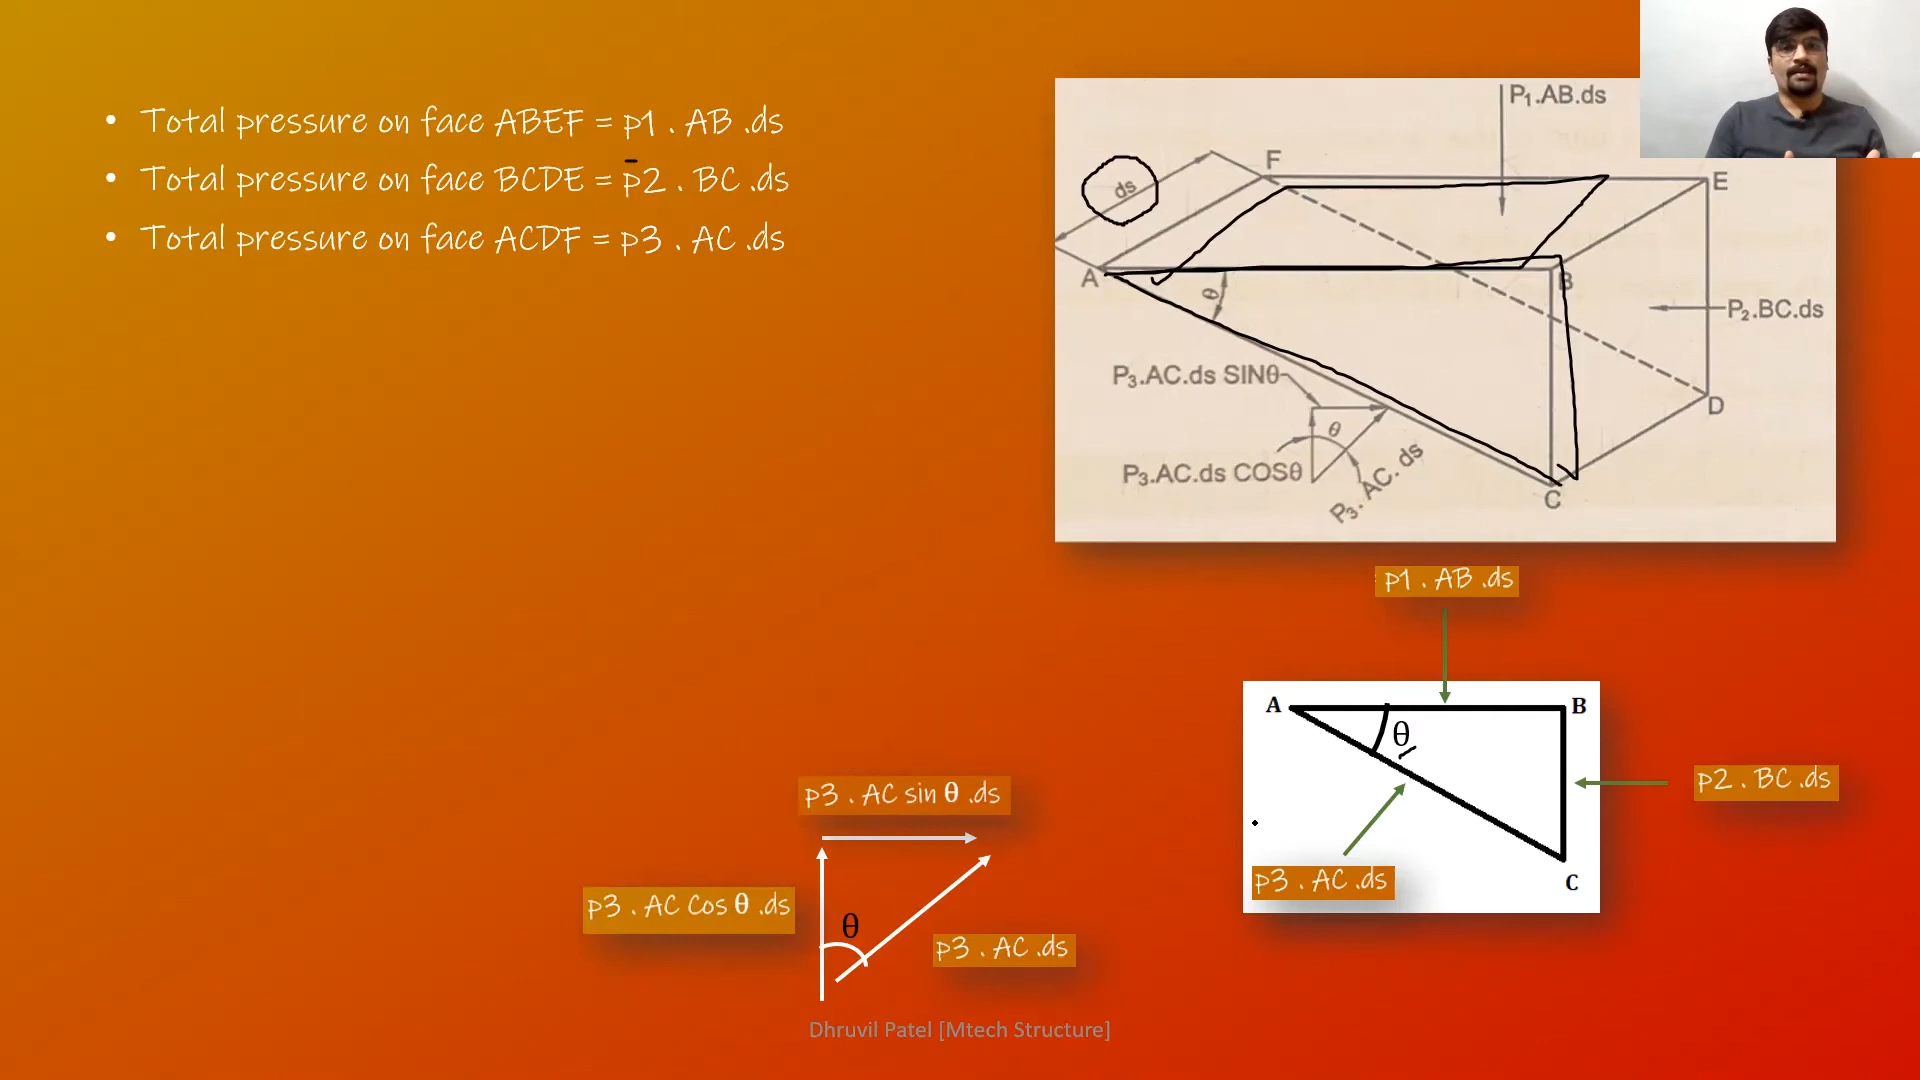 • Total pressure on face ABEF = p1 . AB .ds
• Total pressure on face BCDE = p2 . BC .ds
• Total pressure on face ACDF = p3 . AC .ds
P₁.AB.ds
F
E
ds
A
B
θ
P₂.BC.ds
P₃.AC.ds SINθ
D
θ
P₃.AC.ds COSθ
P₃.AC.ds
C
p1 . AB .ds
A
B
θ
p2 . BC .ds
p3 . AC .ds
C
p3 . AC sin θ .ds
p3 . AC Cos θ .ds
θ
p3 . AC .ds
Dhruvil Patel [Mtech Structure]